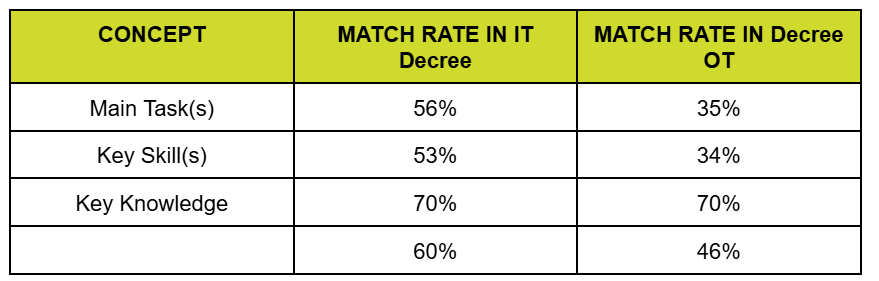 CONCEPT
MATCH RATE IN IT
Decree
MATCH RATE IN Decree
OT
Main Task(s)
56%
35%
Key Skill(s)
53%
34%
Key Knowledge
70%
70%
60%
46%